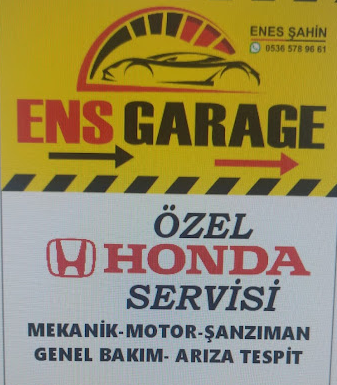 ENES ŞAHİN
0536 578 96 61
ENS GARAGE
ÖZEL
HONDA
SERVİSİ
MEKANİK-MOTOR-ŞANZIMAN
GENEL BAKIM- ARIZA TESPİT